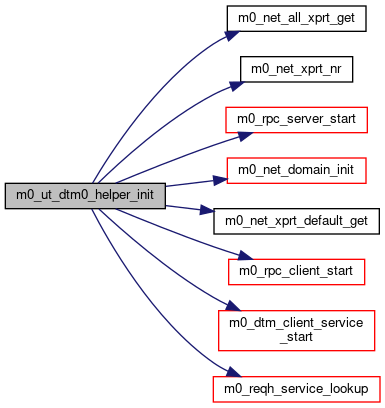 m0_net_all_xprt_get
m0_net_xprt_nr
m0_rpc_server_start
m0_net_domain_init
m0_ut_dtm0_helper_init
m0_net_xprt_default_get
m0_rpc_client_start
m0_dtm_client_service
_start
m0_reqh_service_lookup